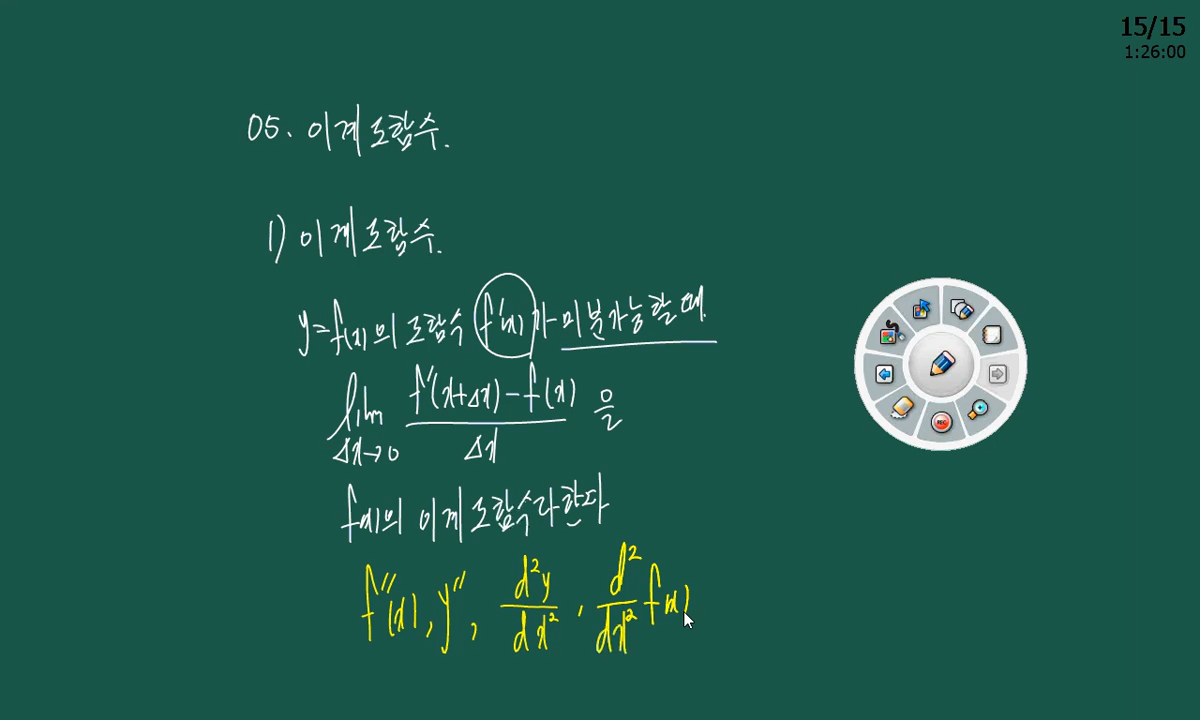 15/15
1:26:00
05. 이계도함수.
1) 이계도함수.
y=f(x)의 도함수 f'(x)가 미분가능할 때
lim Δx→0 f''(x+Δx)-f(x) / Δx 을
f(x)의 이계도함수라 한다
f''(x), y'', d²y/dx², d²/dx² f(x)
REC